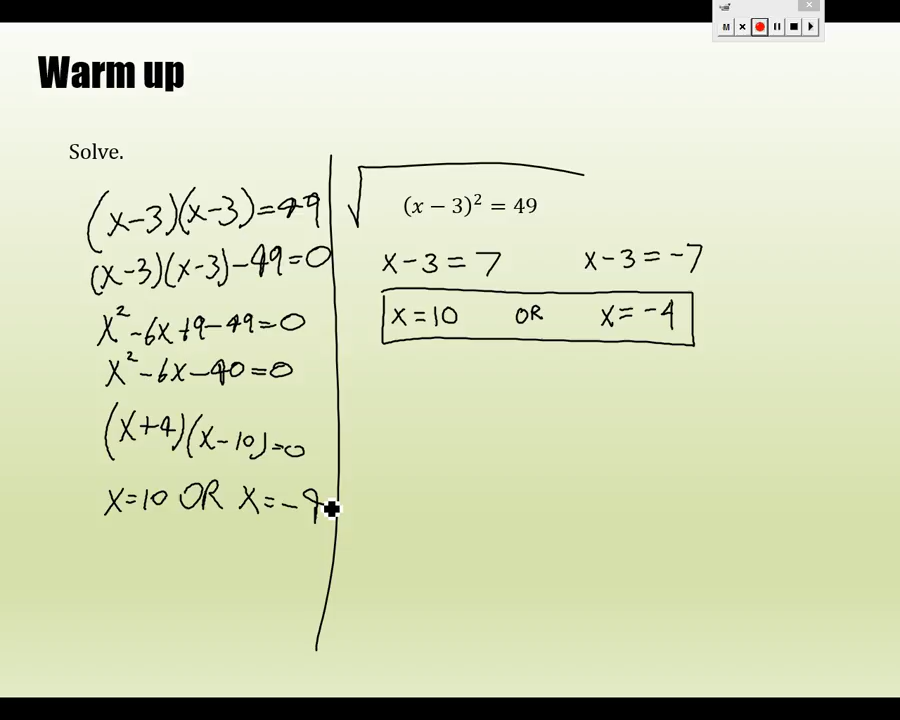 Warm up
Solve.
(x-3)(x-3)=49
(x-3)(x-3)-49=0
x²-6x+9-49=0
x²-6x-40=0
(x+4)(x-10)=0
x=10 OR x=-4
√(x − 3)² = 49
x-3=7 x-3=-7
x=10 OR x=-4
M